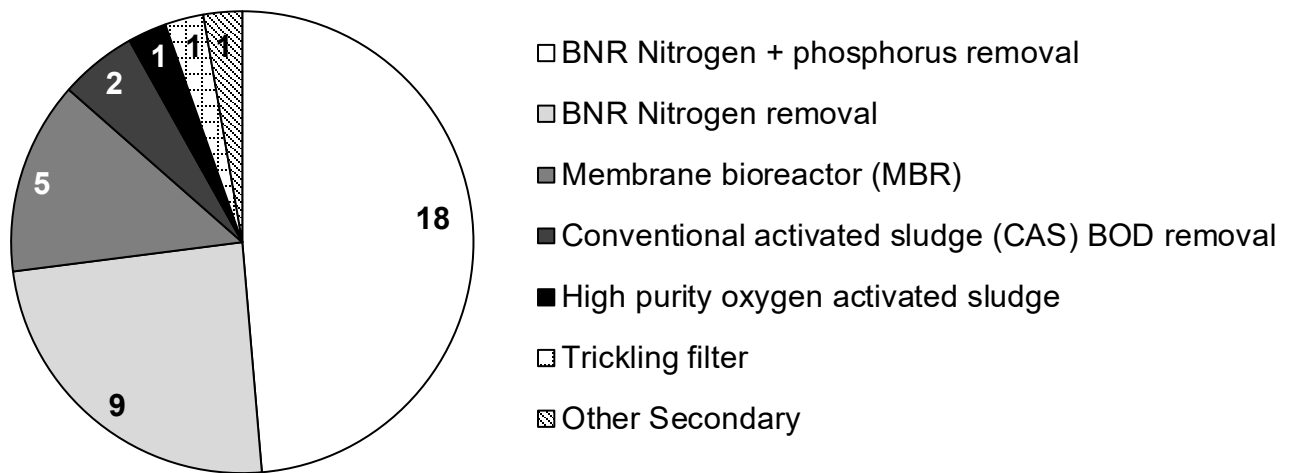 18
9
5
2
1
1
1
BNR Nitrogen + phosphorus removal
BNR Nitrogen removal
Membrane bioreactor (MBR)
Conventional activated sludge (CAS) BOD removal
High purity oxygen activated sludge
Trickling filter
Other Secondary